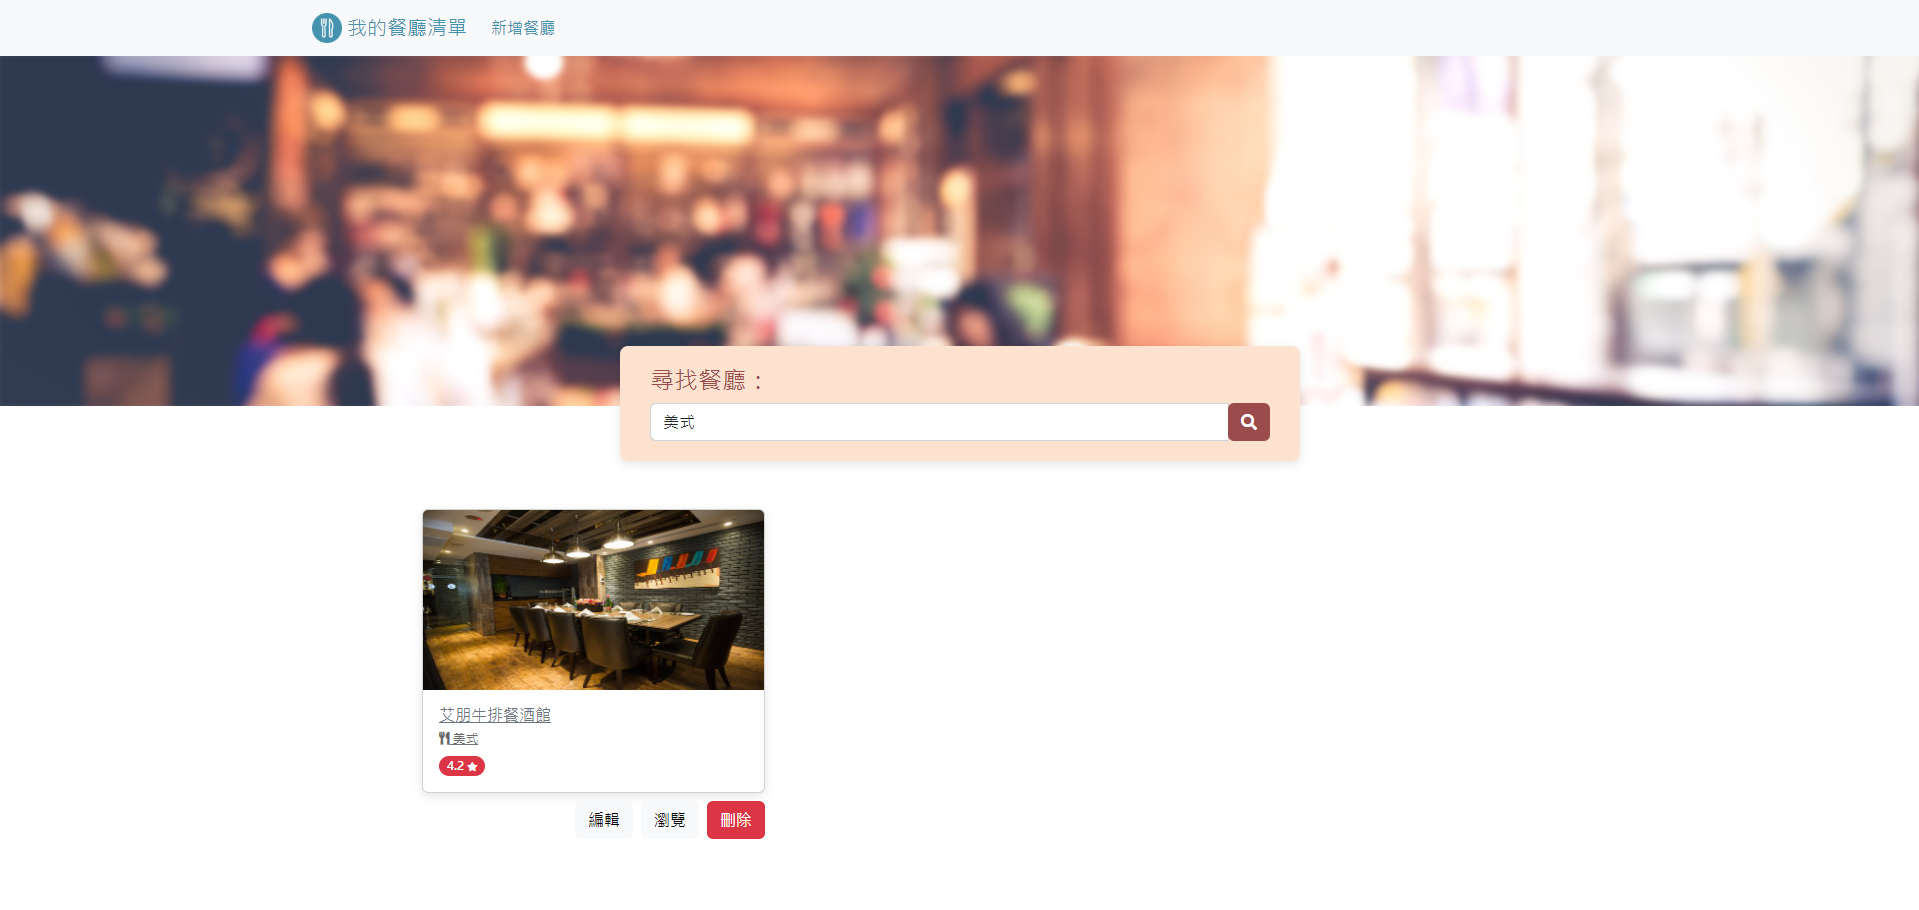 我的餐廳清單 新增餐廳
尋找餐廳：
美式
艾朋牛排餐酒館
美式
4.2
編輯 瀏覽 刪除